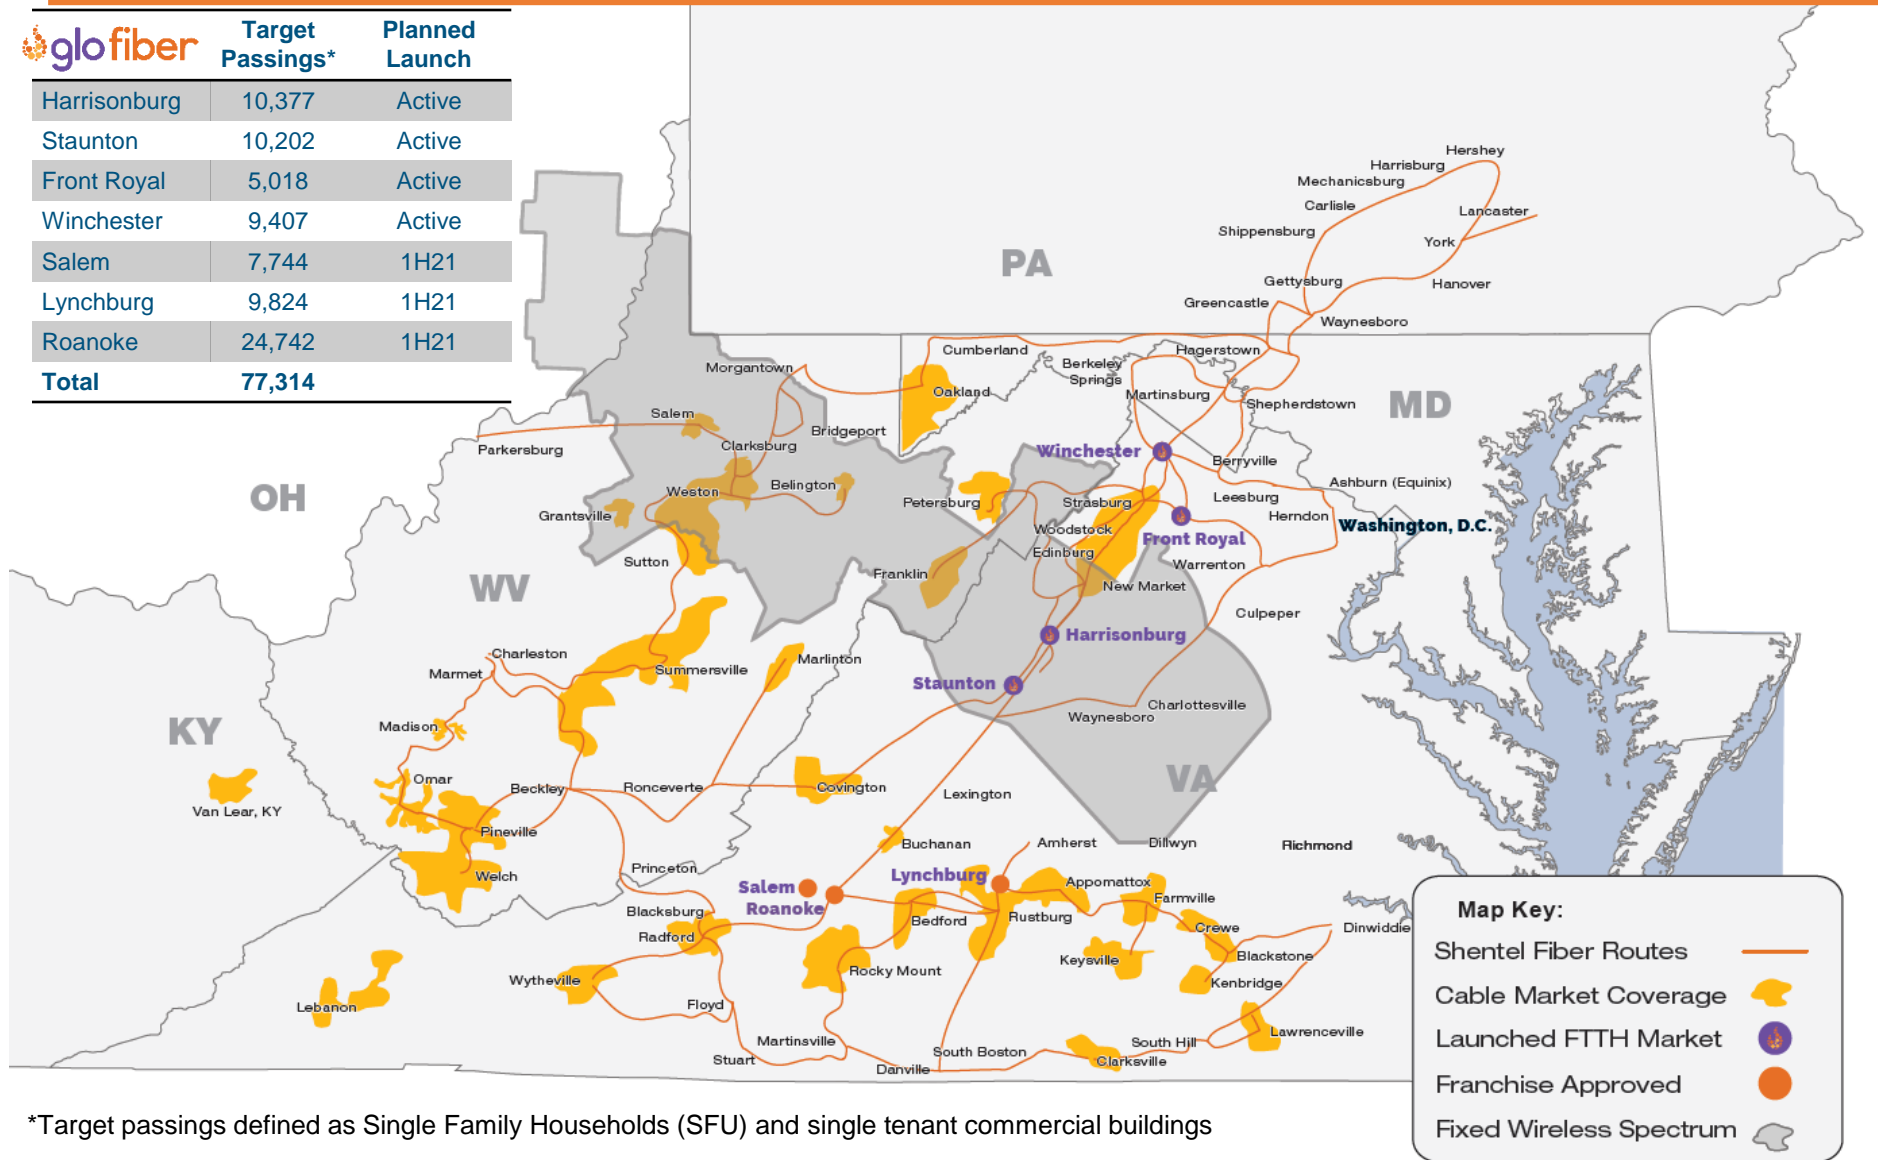 glo fiber
Target Passings*
Planned Launch
Harrisonburg 10,377 Active
Staunton 10,202 Active
Front Royal 5,018 Active
Winchester 9,407 Active
Salem 7,744 1H21
Lynchburg 9,824 1H21
Roanoke 24,742 1H21
Total 77,314
Hershey
Harrisburg
Mechanicsburg
Carlisle
Lancaster
Shippensburg
York
PA
Gettysburg
Hanover
Greencastle
Waynesboro
Cumberland
Hagerstown
Berkeley
Springs
Morgantown
Oakland
Martinsburg
Shepherdstown
MD
Salem
Bridgeport
Clarksburg
Parkersburg
Winchester
Berryville
Ashburn (Equinix)
OH
Weston
Belington
Petersburg
Strasburg
Leesburg
Grantsville
Herndon
Washington, D.C.
Woodstock
Front Royal
Edinburg
Sutton
Warrenton
Franklin
WV
New Market
Culpeper
Harrisonburg
Charleston
Marlinton
Marmet
Summersville
Staunton
Charlottesville
Waynesboro
Madison
KY
VA
Omar
Beckley
Ronceverte
Covington
Lexington
Van Lear, KY
Pineville
Buchanan
Amherst
Dillwyn
Richmond
Princeton
Welch
Salem
Lynchburg
Appomattox
Roanoke
Farmville
Blacksburg
Bedford
Rustburg
Radford
Crewe
Dinwiddie
Keysville
Blackstone
Rocky Mount
Wytheville
Kenbridge
Lebanon
Floyd
Lawrenceville
Martinsville
South Hill
South Boston
Stuart
Clarksville
Danville
Map Key:
Shentel Fiber Routes
Cable Market Coverage
Launched FTTH Market
Franchise Approved
Fixed Wireless Spectrum
*Target passings defined as Single Family Households (SFU) and single tenant commercial buildings